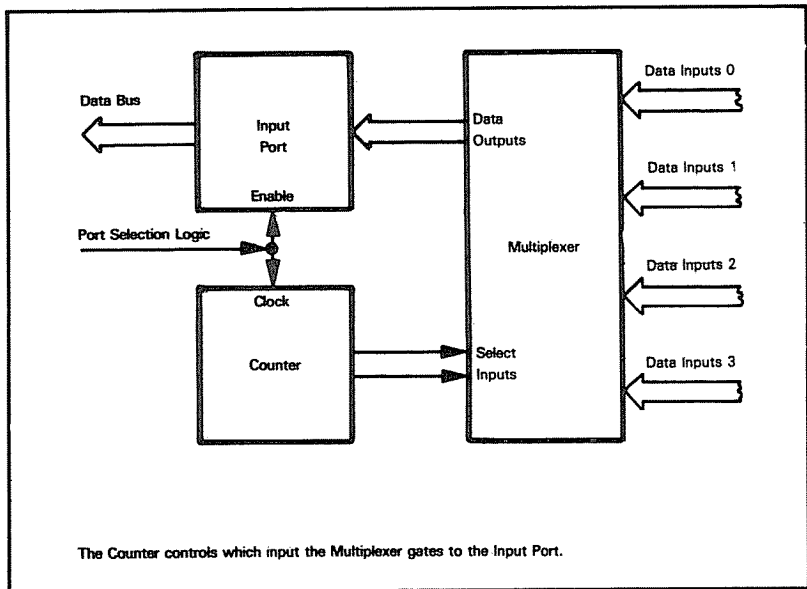 Data Bus
Input
Port
Enable
Port Selection Logic
Clock
Counter
Data
Outputs
Multiplexer
Select
Inputs
Data Inputs 0
Data Inputs 1
Data Inputs 2
Data Inputs 3
The Counter controls which input the Multiplexer gates to the Input Port.